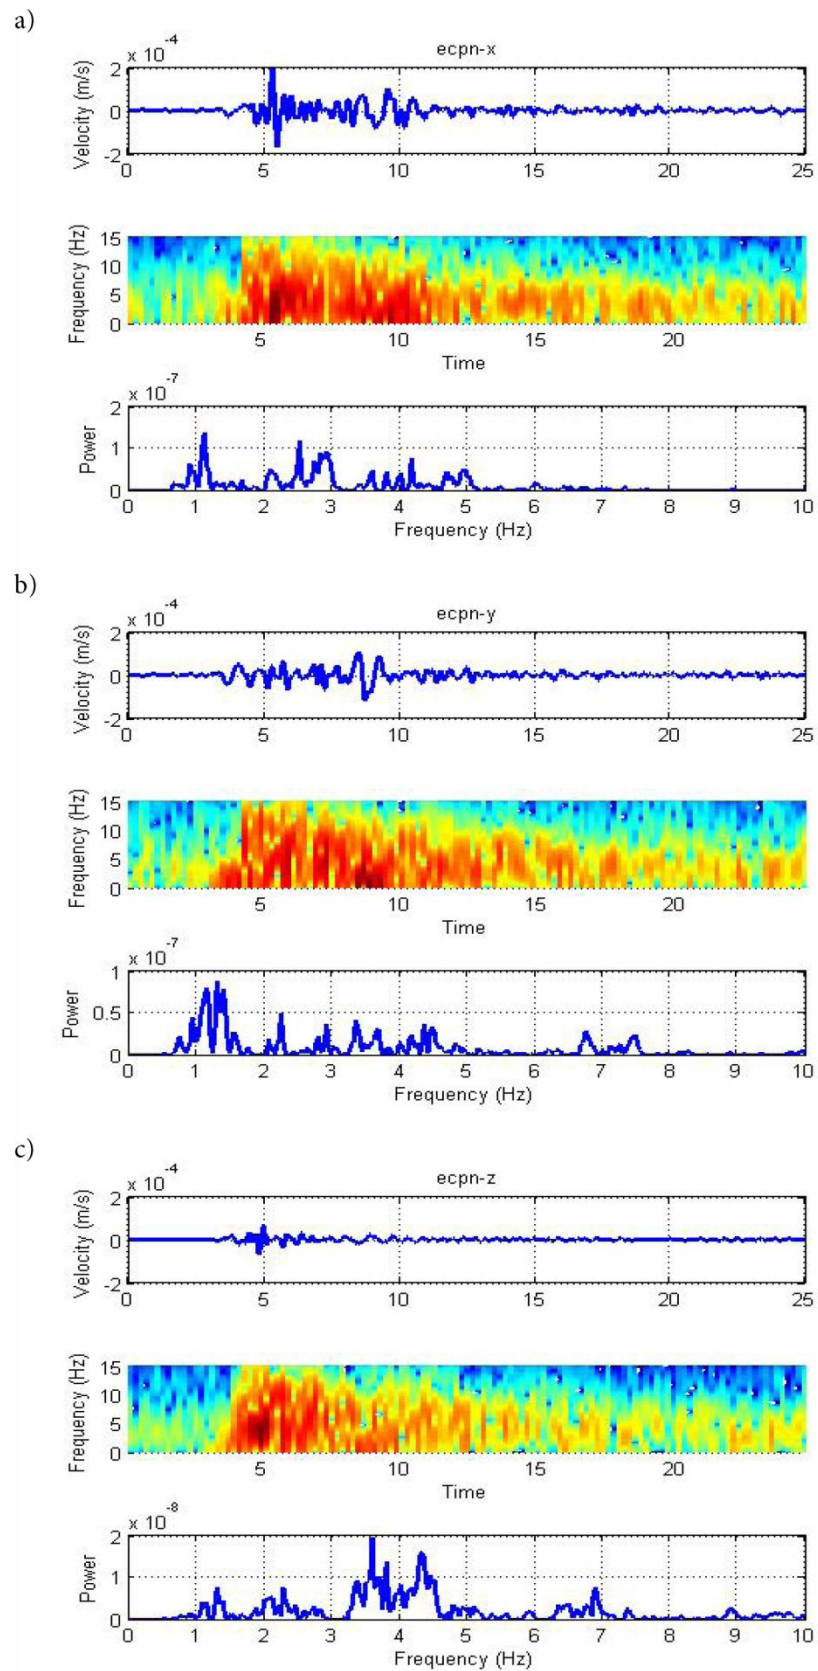 a)
x 10^-4
ecpn-x
Velocity (m/s)
2
0
-2
0 5 10 15 20 25
Frequency (Hz)
15
10
5
0
5 10 15 20
Time
x 10^-7
Power
2
1
0
0 1 2 3 4 5 6 7 8 9 10
Frequency (Hz)
b)
x 10^-4
ecpn-y
Velocity (m/s)
2
0
-2
0 5 10 15 20 25
Frequency (Hz)
15
10
5
0
5 10 15 20
Time
x 10^-7
Power
1
0.5
0
0 1 2 3 4 5 6 7 8 9 10
Frequency (Hz)
c)
x 10^-4
ecpn-z
Velocity (m/s)
2
0
-2
0 5 10 15 20 25
Frequency (Hz)
15
10
5
0
5 10 15 20
Time
x 10^-8
Power
2
1
0
0 1 2 3 4 5 6 7 8 9 10
Frequency (Hz)